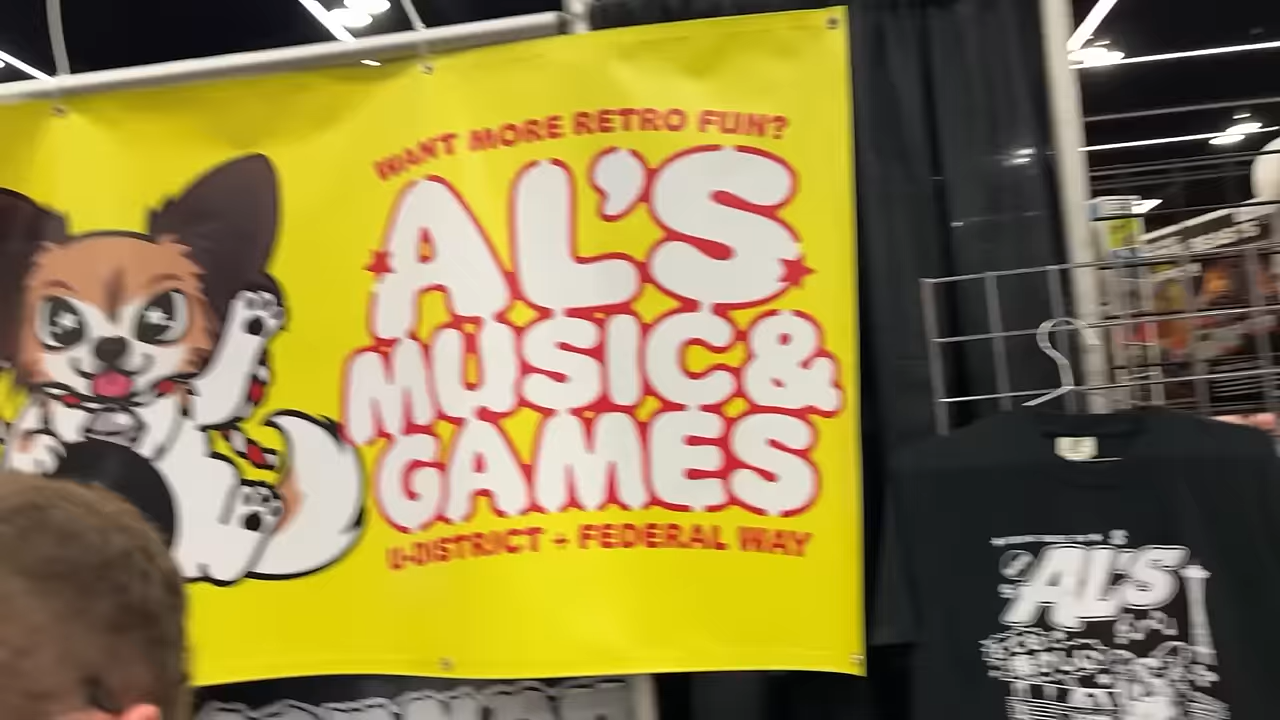 WANT MORE RETRO FUN?
AL'S
MUSIC &
GAMES
U-DISTRICT + FEDERAL WAY
AL'S